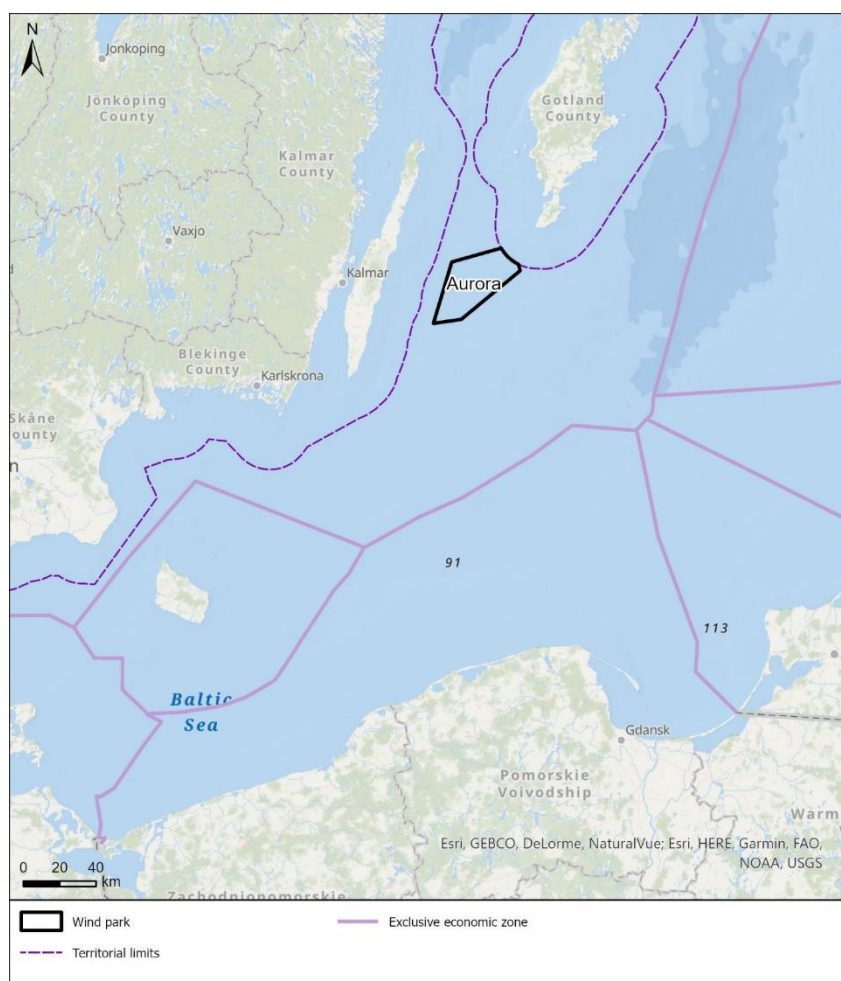 N
Jonkoping
Jönköping
County
Gotland
County
Kalmar
County
Vaxjo
Kalmar
Aurora
Blekinge
County
Karlskrona
Skåne
ounty
n
91
113
Baltic
Sea
Gdansk
Pomorskie
Voivodship
Warm
Esri, GEBCO, DeLorme, NaturalVue; Esri, HERE, Garmin, FAO,
NOAA, USGS
0 20 40
km
Zachodniopomorskie
Wind park
Exclusive economic zone
Territorial limits